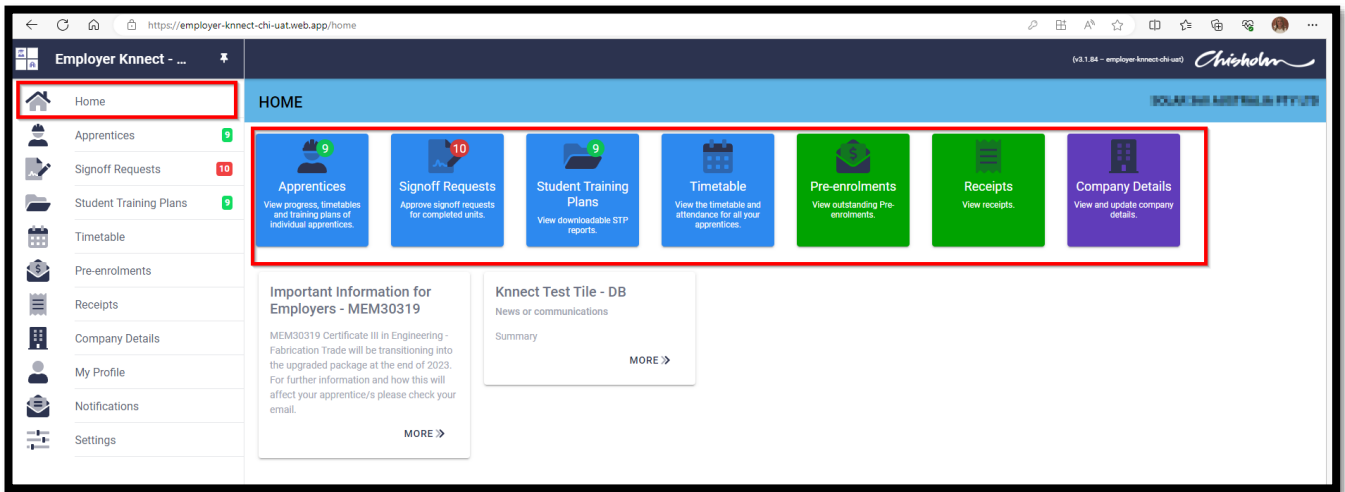 https://employer-knnect-chi-uat.web.app/home
Employer Knnect - ...
(v3.1.84 – employer-knnect-chi-uat)
Chisholm
Home
Apprentices
9
Signoff Requests
10
Student Training Plans
9
Timetable
Pre-enrolments
Receipts
Company Details
My Profile
Notifications
Settings
HOME
9
Apprentices
View progress, timetables
and training plans of
individual apprentices.
10
Signoff Requests
Approve signoff requests
for completed units.
9
Student Training
Plans
View downloadable STP
reports.
Timetable
View the timetable and
attendance for all your
apprentices.
Pre-enrolments
View outstanding Pre-
enrolments.
Receipts
View receipts.
Company Details
View and update company
details.
Important Information for
Employers - MEM30319
MEM30319 Certificate III in Engineering -
Fabrication Trade will be transitioning into
the upgraded package at the end of 2023.
For further information and how this will
affect your apprentice/s please check your
email.
MORE
Knnect Test Tile - DB
News or communications
Summary
MORE